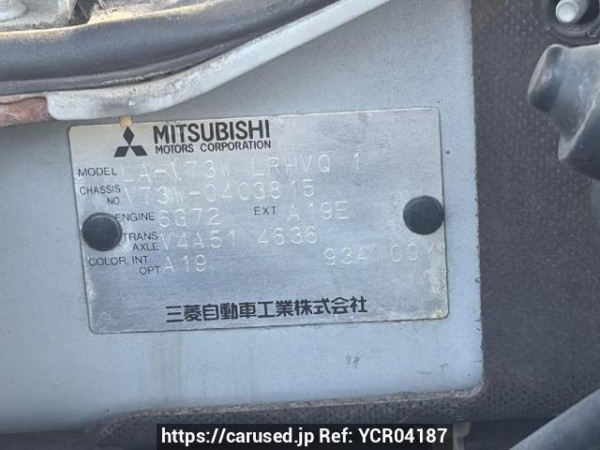 MITSUBISHI
MOTORS CORPORATION
MODEL LA-V73W LRHVQ 1
CHASSIS NO. V73W-0403815
ENGINE 6G72 EXT A19E
TRANS AXLE V4A51 4636
COLOR, INT OPT A19 93A 00Y
三菱自動車工業株式会社
https://carused.jp Ref: YCR04187